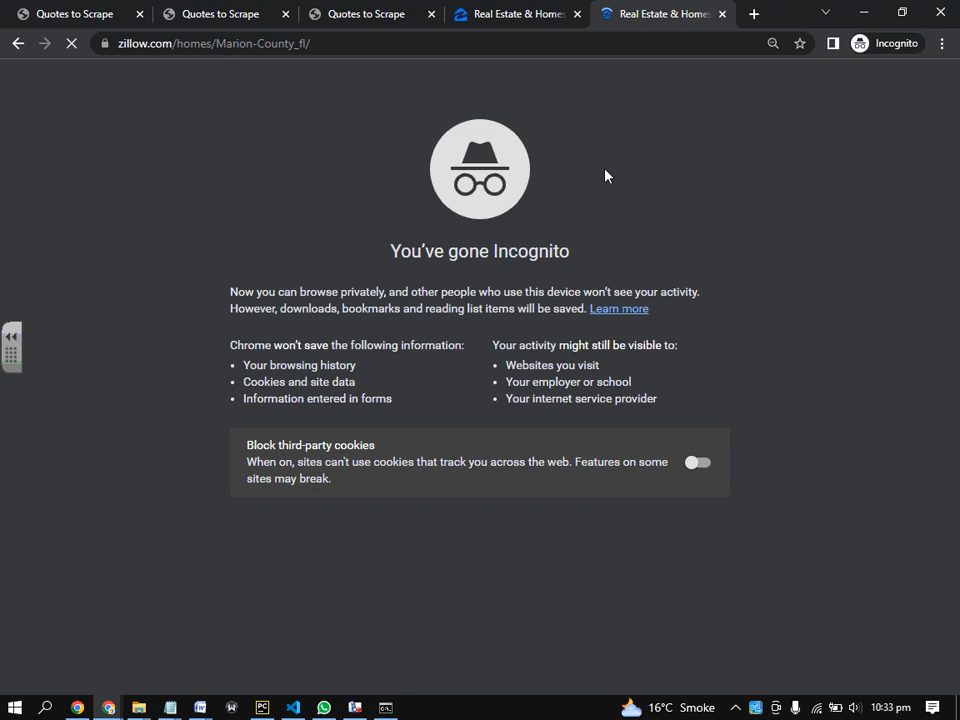 Quotes to Scrape
Quotes to Scrape
Quotes to Scrape
Real Estate & Homes
Real Estate & Homes
zillow.com/homes/Marion-County_fl/
Incognito
You've gone Incognito
Now you can browse privately, and other people who use this device won't see your activity.
However, downloads, bookmarks and reading list items will be saved. Learn more
Chrome won't save the following information:
• Your browsing history
• Cookies and site data
• Information entered in forms
Your activity might still be visible to:
• Websites you visit
• Your employer or school
• Your internet service provider
Block third-party cookies
When on, sites can't use cookies that track you across the web. Features on some
sites may break.
16°C Smoke
10:33 pm